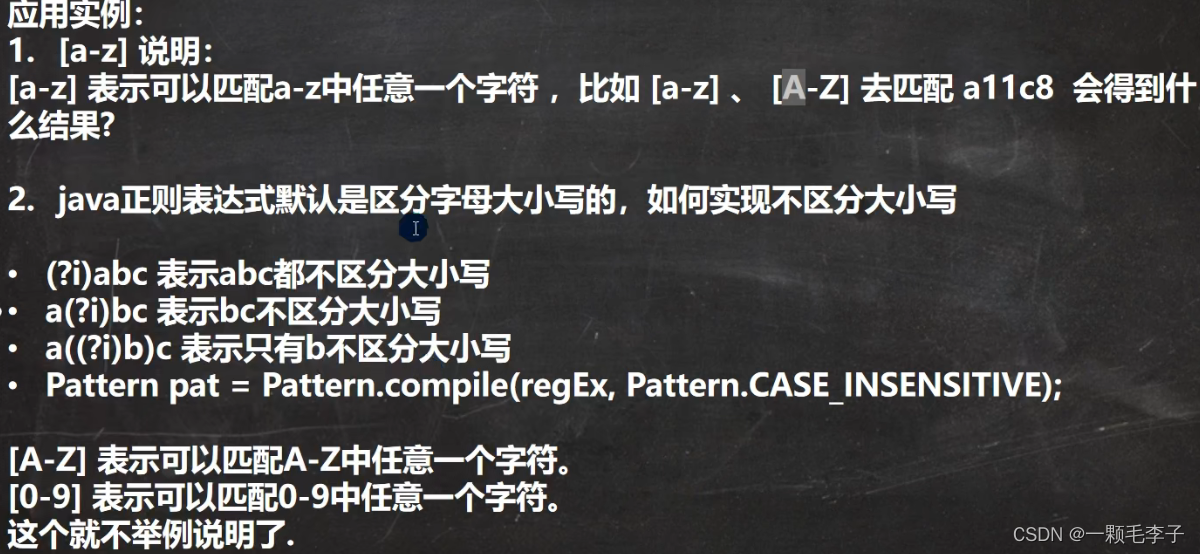 应用实例：
1. [a-z] 说明：
[a-z] 表示可以匹配a-z中任意一个字符 ，比如 [a-z] 、 [A-Z] 去匹配 a11c8 会得到什
么结果?
2. java正则表达式默认是区分字母大小写的，如何实现不区分大小写
• (?i)abc 表示abc都不区分大小写
• a(?i)bc 表示bc不区分大小写
• a((?i)b)c 表示只有b不区分大小写
• Pattern pat = Pattern.compile(regEx, Pattern.CASE_INSENSITIVE);
[A-Z] 表示可以匹配A-Z中任意一个字符。
[0-9] 表示可以匹配0-9中任意一个字符。
这个就不举例说明了.
CSDN @一颗毛李子